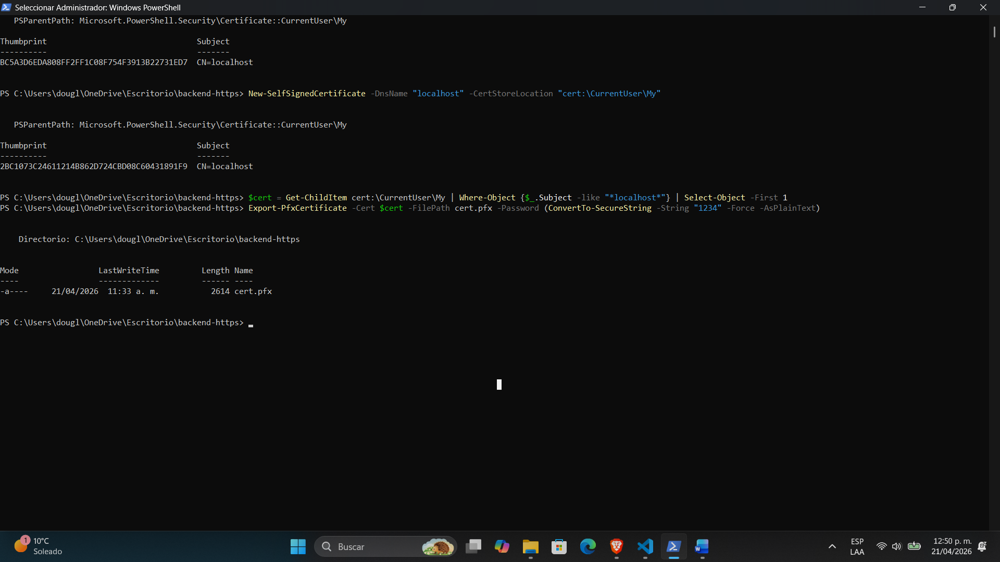 Seleccionar Administrador: Windows PowerShell
PSParentPath: Microsoft.PowerShell.Security\Certificate::CurrentUser\My
Thumbprint                                Subject
----------                                -------
BC5A3D6EDA808FF2FF1C08F754F3913B22731ED7  CN=localhost
PS C:\Users\dougl\OneDrive\Escritorio\backend-https> New-SelfSignedCertificate -DnsName "localhost" -CertStoreLocation "cert:\CurrentUser\My"
PSParentPath: Microsoft.PowerShell.Security\Certificate::CurrentUser\My
Thumbprint                                Subject
----------                                -------
2BC1073C24611214B862D724CBD08C60431891F9  CN=localhost
PS C:\Users\dougl\OneDrive\Escritorio\backend-https> $cert = Get-ChildItem cert:\CurrentUser\My | Where-Object {$_.Subject -like "*localhost*"} | Select-Object -First 1
PS C:\Users\dougl\OneDrive\Escritorio\backend-https> Export-PfxCertificate -Cert $cert -FilePath cert.pfx -Password (ConvertTo-SecureString -String "1234" -Force -AsPlainText)
Directorio: C:\Users\dougl\OneDrive\Escritorio\backend-https
Mode                 LastWriteTime         Length Name
----                 -------------         ------ ----
-a----     21/04/2026  11:33 a. m.           2614 cert.pfx
PS C:\Users\dougl\OneDrive\Escritorio\backend-https>
1
10°C
Soleado
Buscar
W
ESP
LAA
12:50 p. m.
21/04/2026